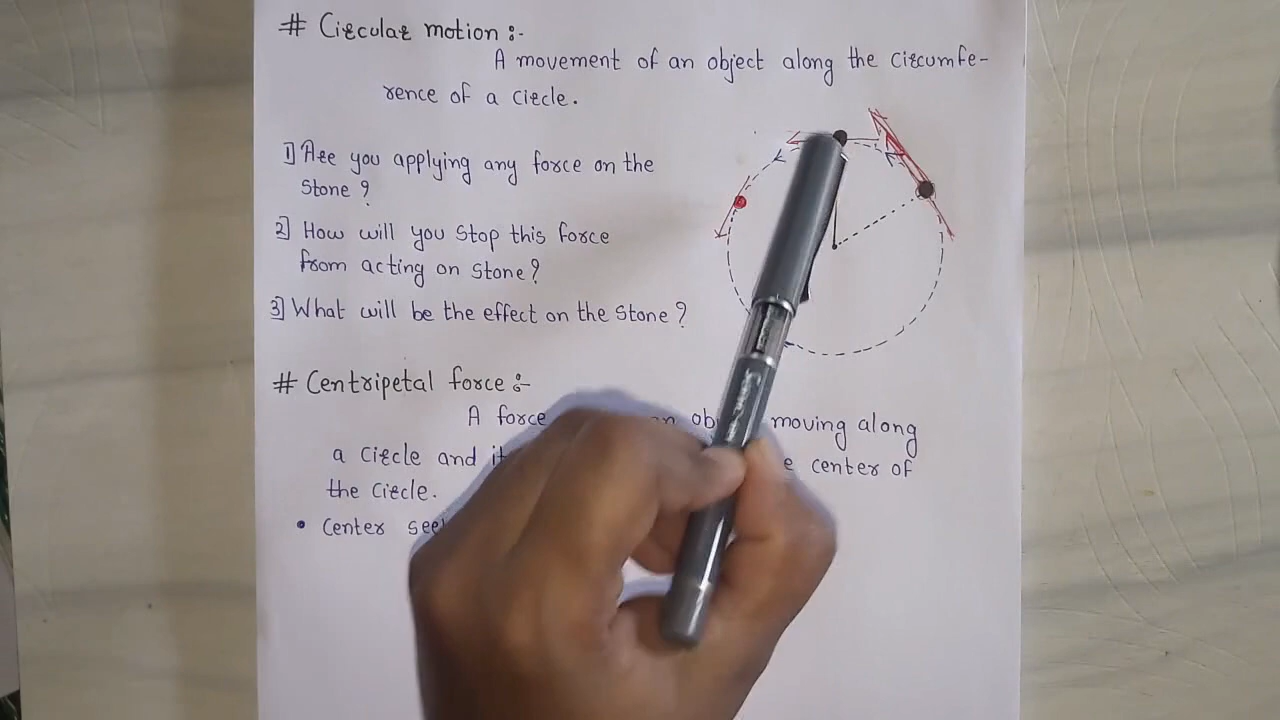 # Circular motion :-
A movement of an object along the circumfe-
rence of a circle.
1] Are you applying any force on the
Stone ?
2] How will you stop this force
from acting on stone ?
3] What will be the effect on the stone ?
# Centripetal force :-
A force an moving along
a circle and center of
the circle.
• Center